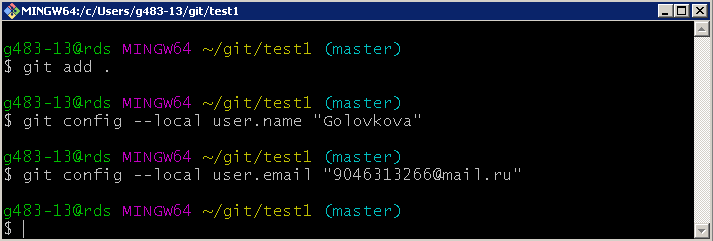 MINGW64:/c/Users/g483-13/git/test1
g483-13@rds MINGW64 ~/git/test1 (master)
$ git add .
g483-13@rds MINGW64 ~/git/test1 (master)
$ git config --local user.name "Golovkova"
g483-13@rds MINGW64 ~/git/test1 (master)
$ git config --local user.email "9046313266@mail.ru"
g483-13@rds MINGW64 ~/git/test1 (master)
$